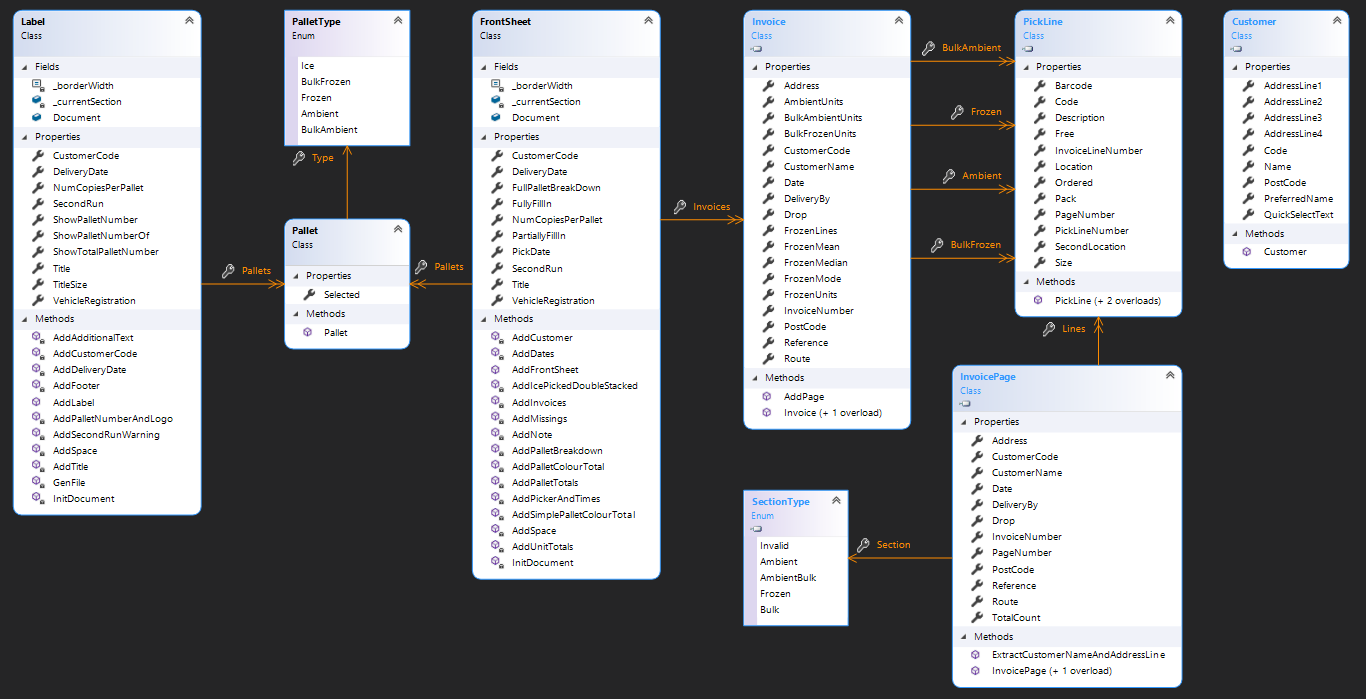 Label
Class
Fields
_borderWidth
_currentSection
Document
Properties
CustomerCode
DeliveryDate
NumCopiesPerPallet
SecondRun
ShowPalletNumber
ShowPalletNumberOf
ShowTotalPalletNumber
Title
TitleSize
VehicleRegistration
Methods
AddAdditionalText
AddCustomerCode
AddDeliveryDate
AddFooter
AddLabel
AddPalletNumberAndLogo
AddSecondRunWarning
AddSpace
AddTitle
GenFile
InitDocument
Pallets
PalletType
Enum
Ice
BulkFrozen
Frozen
Ambient
BulkAmbient
Type
Pallet
Class
Properties
Selected
Methods
Pallet
Pallets
FrontSheet
Class
Fields
_borderWidth
_currentSection
Document
Properties
CustomerCode
DeliveryDate
FullPalletBreakDown
FullyFillIn
NumCopiesPerPallet
PartiallyFillIn
PickDate
SecondRun
Title
VehicleRegistration
Methods
AddCustomer
AddDates
AddFrontSheet
AddIcePickedDoubleStacked
AddInvoices
AddMissings
AddNote
AddPalletBreakdown
AddPalletColourTotal
AddPalletTotals
AddPickerAndTimes
AddSimplePalletColourTotal
AddSpace
AddUnitTotals
InitDocument
Invoices
Invoice
Class
Properties
Address
AmbientUnits
BulkAmbientUnits
BulkFrozenUnits
CustomerCode
CustomerName
Date
DeliveryBy
Drop
FrozenLines
FrozenMean
FrozenMedian
FrozenMode
FrozenUnits
InvoiceNumber
PostCode
Reference
Route
Methods
AddPage
Invoice (+ 1 overload)
BulkAmbient
Frozen
Ambient
BulkFrozen
PickLine
Class
Properties
Barcode
Code
Description
Free
InvoiceLineNumber
Location
Ordered
Pack
PageNumber
PickLineNumber
SecondLocation
Size
Methods
PickLine (+ 2 overloads)
Lines
Customer
Class
Properties
AddressLine1
AddressLine2
AddressLine3
AddressLine4
Code
Name
PostCode
PreferredName
QuickSelectText
Methods
Customer
SectionType
Enum
Invalid
Ambient
AmbientBulk
Frozen
Bulk
Section
InvoicePage
Class
Properties
Address
CustomerCode
CustomerName
Date
DeliveryBy
Drop
InvoiceNumber
PageNumber
PostCode
Reference
Route
TotalCount
Methods
ExtractCustomerNameAndAddressLine
InvoicePage (+ 1 overload)